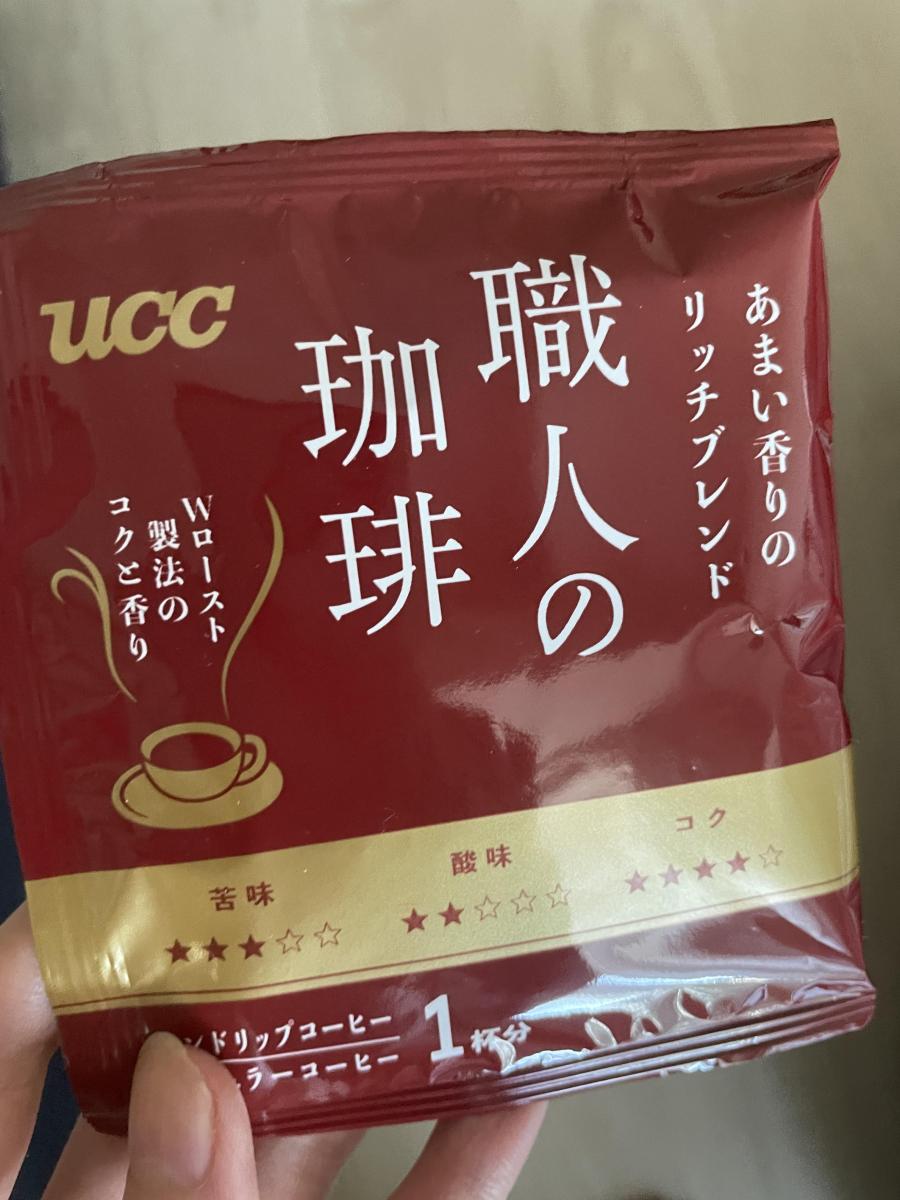 UCC
あまい香りの
リッチブレンド
職人の
珈琲
Wロースト
製法の
コクと香り
苦味
★★★☆☆
酸味
★★☆☆☆
コク
★★★★☆
ンドリップコーヒー
ラーコーヒー
1杯分